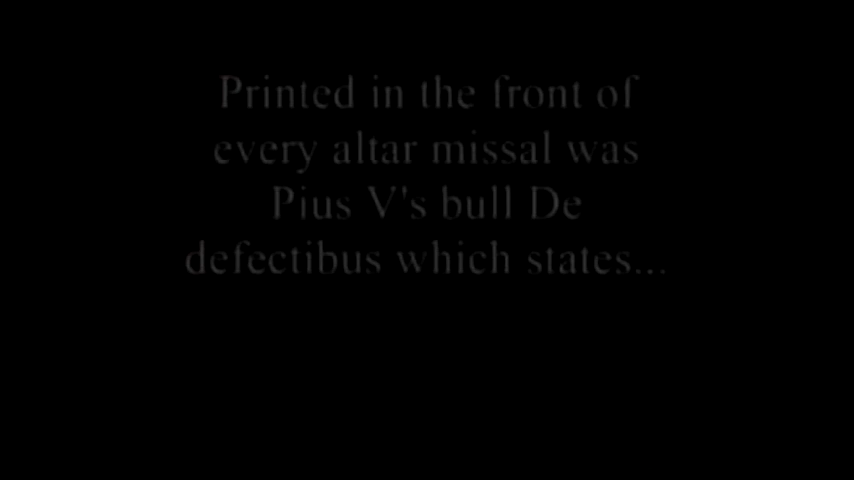 Printed in the front of
every altar missal was
Pius V's bull De
defectibus which states...